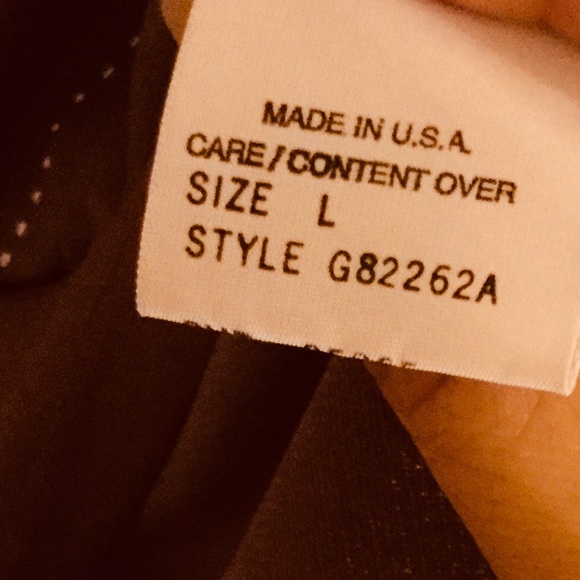 MADE IN U.S.A.
CARE/CONTENT OVER
SIZE L
STYLE G82262A